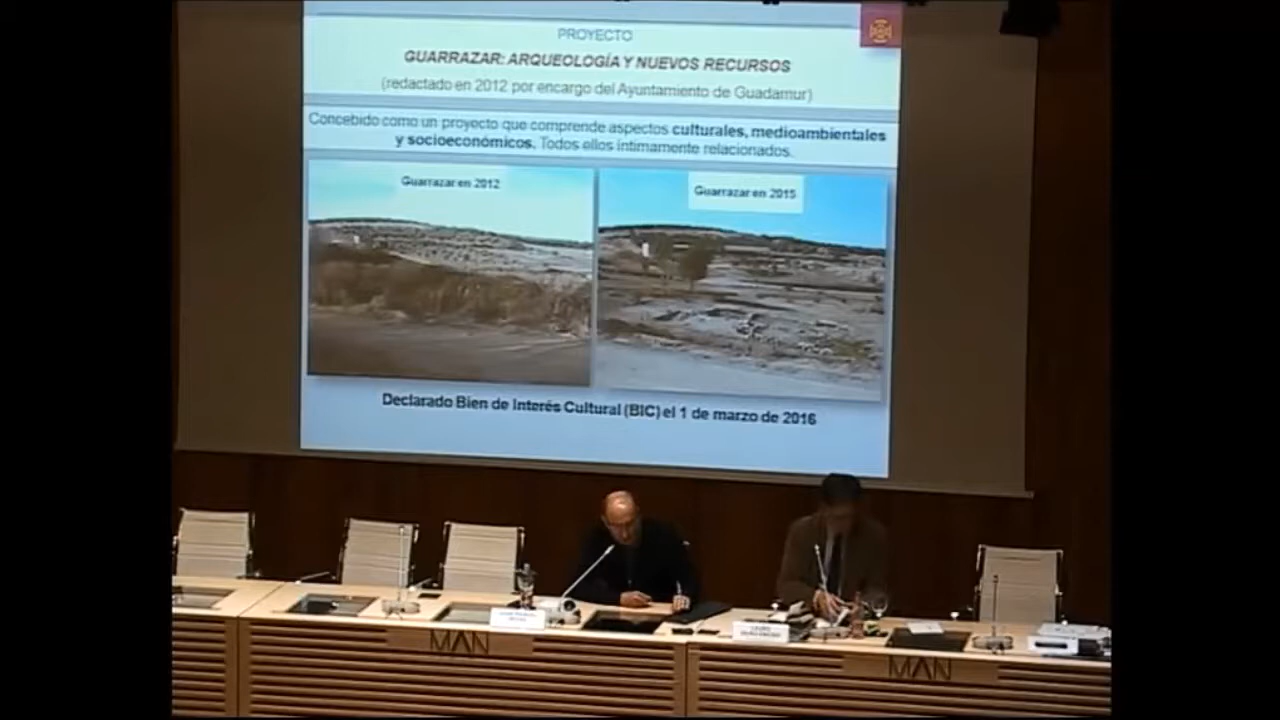 PROYECTO
GUARRAZAR: ARQUEOLOGÍA Y NUEVOS RECURSOS
(redactado en 2012 por encargo del Ayuntamiento de Guadamur)
Concebido como un proyecto que comprende aspectos culturales, medioambientales
y socioeconómicos. Todos ellos íntimamente relacionados.
Guarrazar en 2012
Guarrazar en 2015
Declarado Bien de Interés Cultural (BIC) el 1 de marzo de 2016
MAN
MAN